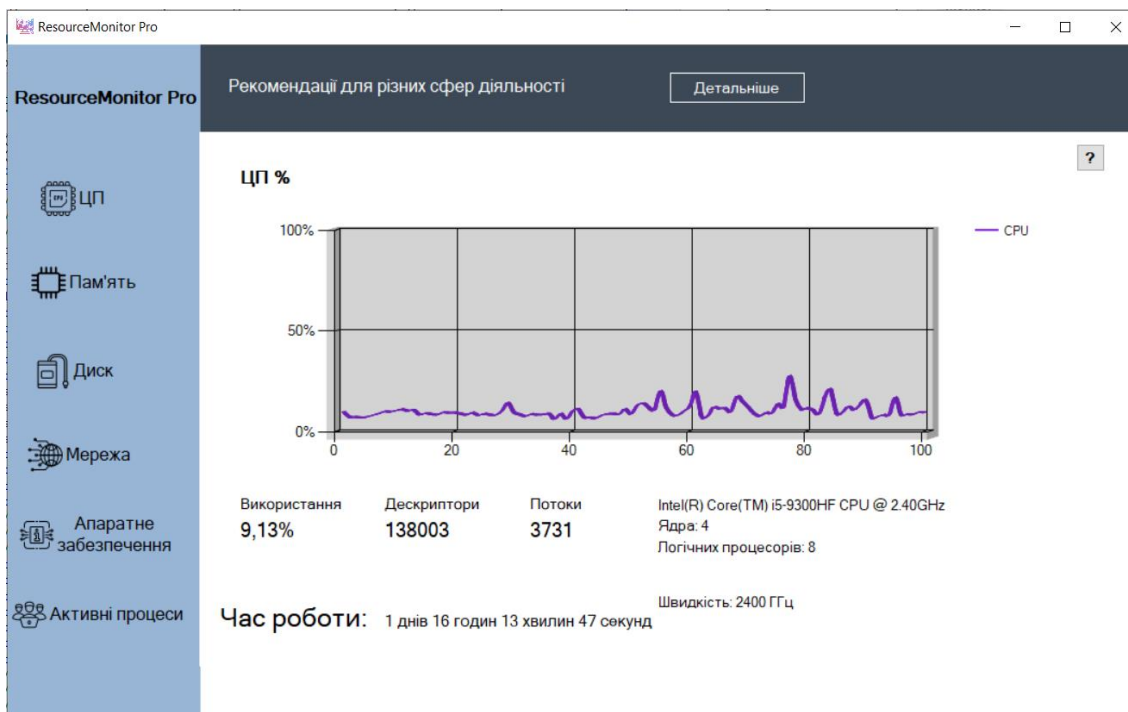 ResourceMonitor Pro
ResourceMonitor Pro
Рекомендації для різних сфер діяльності
Детальніше
?
ЦП
Пам'ять
Диск
Мережа
Апаратне
забезпечення
Активні процеси
ЦП %
100%
50%
0%
0 20 40 60 80 100
CPU
Використання Дескриптори Потоки
9,13% 138003 3731
Intel(R) Core(TM) i5-9300HF CPU @ 2.40GHz
Ядра: 4
Логічних процесорів: 8
Швидкість: 2400 ГГц
Час роботи: 1 днів 16 годин 13 хвилин 47 секунд